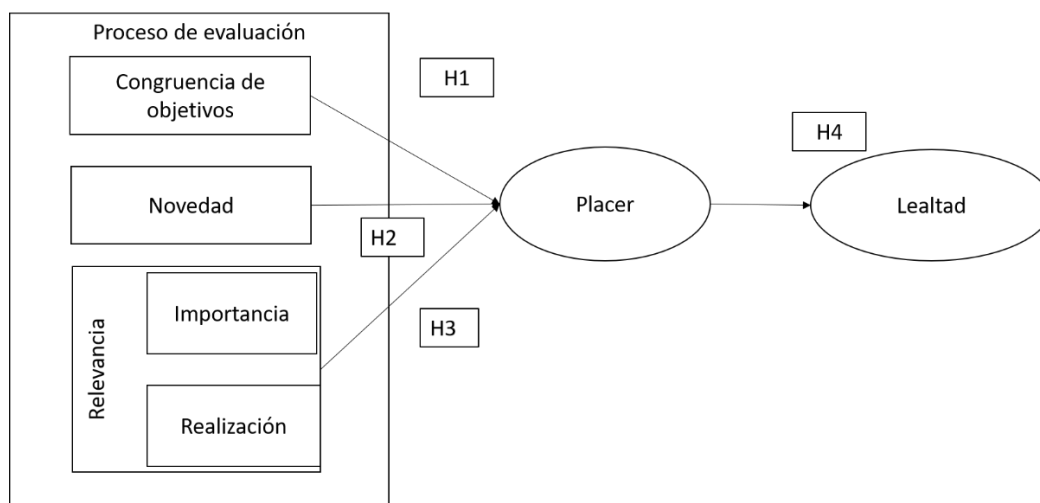 Proceso de evaluación
Congruencia de
objetivos
H1
Novedad
H2
Relevancia
Importancia
Realización
H3
Placer
H4
Lealtad